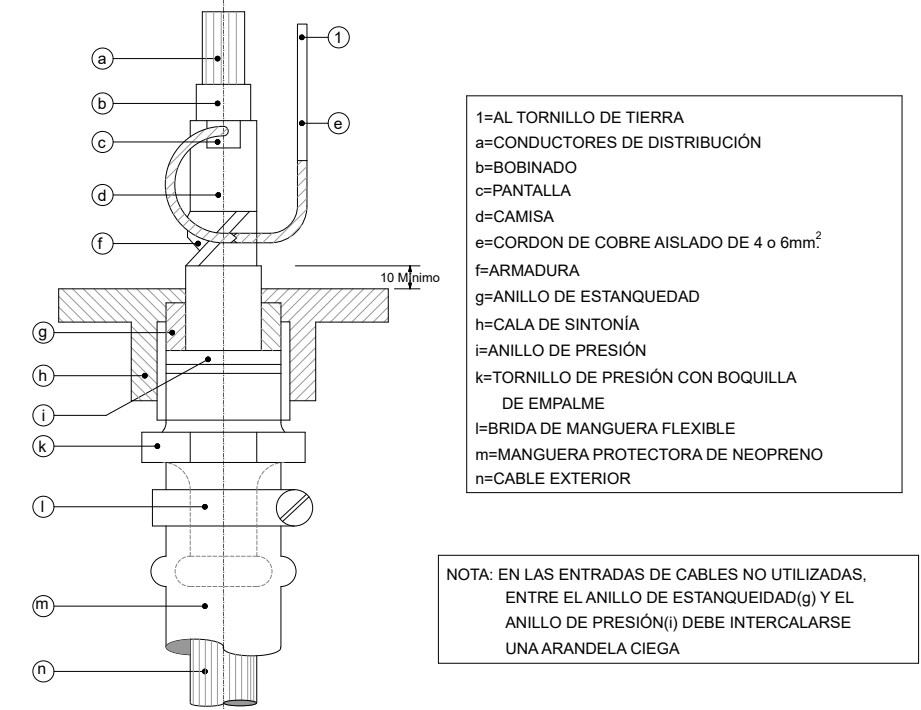 1
a
b
e
c
d
f
10 Mínimo
g
h
i
k
l
m
n
1=AL TORNILLO DE TIERRA
a=CONDUCTORES DE DISTRIBUCIÓN
b=BOBINADO
c=PANTALLA
d=CAMISA
e=CORDON DE COBRE AISLADO DE 4 o 6mm.²
f=ARMADURA
g=ANILLO DE ESTANQUEDAD
h=CALA DE SINTONÍA
i=ANILLO DE PRESIÓN
k=TORNILLO DE PRESIÓN CON BOQUILLA
DE EMPALME
l=BRIDA DE MANGUERA FLEXIBLE
m=MANGUERA PROTECTORA DE NEOPRENO
n=CABLE EXTERIOR
NOTA: EN LAS ENTRADAS DE CABLES NO UTILIZADAS,
ENTRE EL ANILLO DE ESTANQUEIDAD(g) Y EL
ANILLO DE PRESIÓN(i) DEBE INTERCALARSE
UNA ARANDELA CIEGA